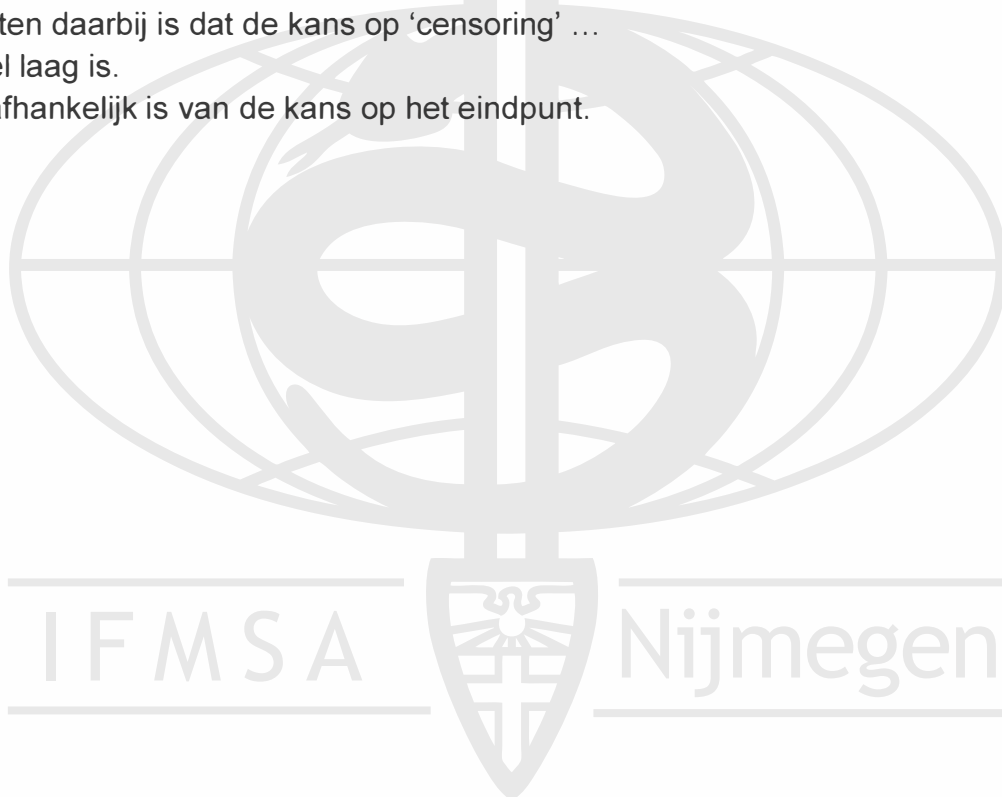 ten daarbij is dat de kans op ‘censoring’ …
el laag is.
afhankelijk is van de kans op het eindpunt.
IFMSA Nijmegen